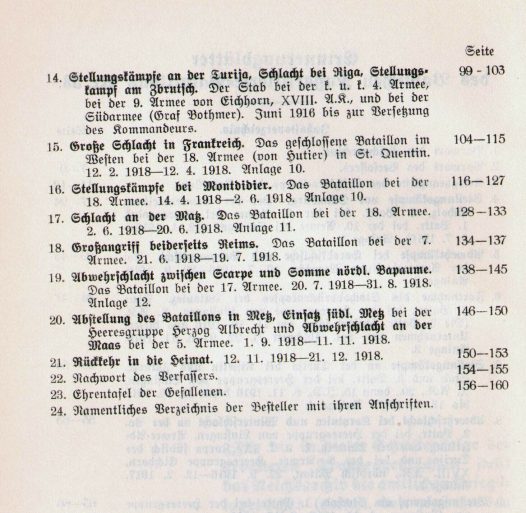 Seite
14. Stellungskämpfe an der Turija, Schlacht bei Riga, Stellungs- 99 - 103
kampf am Zbrutsch. Der Stab bei der k. u. k. 4. Armee,
bei der 9. Armee von Eichhorn, XVIII. A.K., und bei der
Südarmee (Graf Bothmer). Juni 1916 bis zur Versetzung
des Kommandeurs.
15. Große Schlacht in Frankreich. Das geschlossene Bataillon im 104—115
Westen bei der 18. Armee (von Hutier) in St. Quentin.
12. 2. 1918—12. 4. 1918. Anlage 10.
16. Stellungskämpfe bei Montdidier. Das Bataillon bei der 116—127
18. Armee. 14. 4. 1918—2. 6. 1918. Anlage 10.
17. Schlacht an der Matz. Das Bataillon bei der 18. Armee. 128—133
2. 6. 1918—20. 6. 1918. Anlage 11.
18. Großangriff beiderseits Reims. Das Bataillon bei der 7. 134—137
Armee. 21. 6. 1918—19. 7. 1918.
19. Abwehrschlacht zwischen Scarpe und Somme nördl. Bapaume. 138—145
Das Bataillon bei der 17. Armee. 20. 7. 1918—31. 8. 1918.
Anlage 12.
20. Abstellung des Bataillons in Metz, Einsatz südl. Metz bei der 146—150
Heeresgruppe Herzog Albrecht und Abwehrschlacht an der
Maas bei der 5. Armee. 1. 9. 1918—11. 11. 1918.
21. Rückkehr in die Heimat. 12. 11. 1918—21. 12. 1918. 150—153
22. Nachwort des Verfassers. 154—155
23. Ehrentafel der Gefallenen. 156—160
24. Namentliches Verzeichnis der Besteller mit ihren Anschriften.